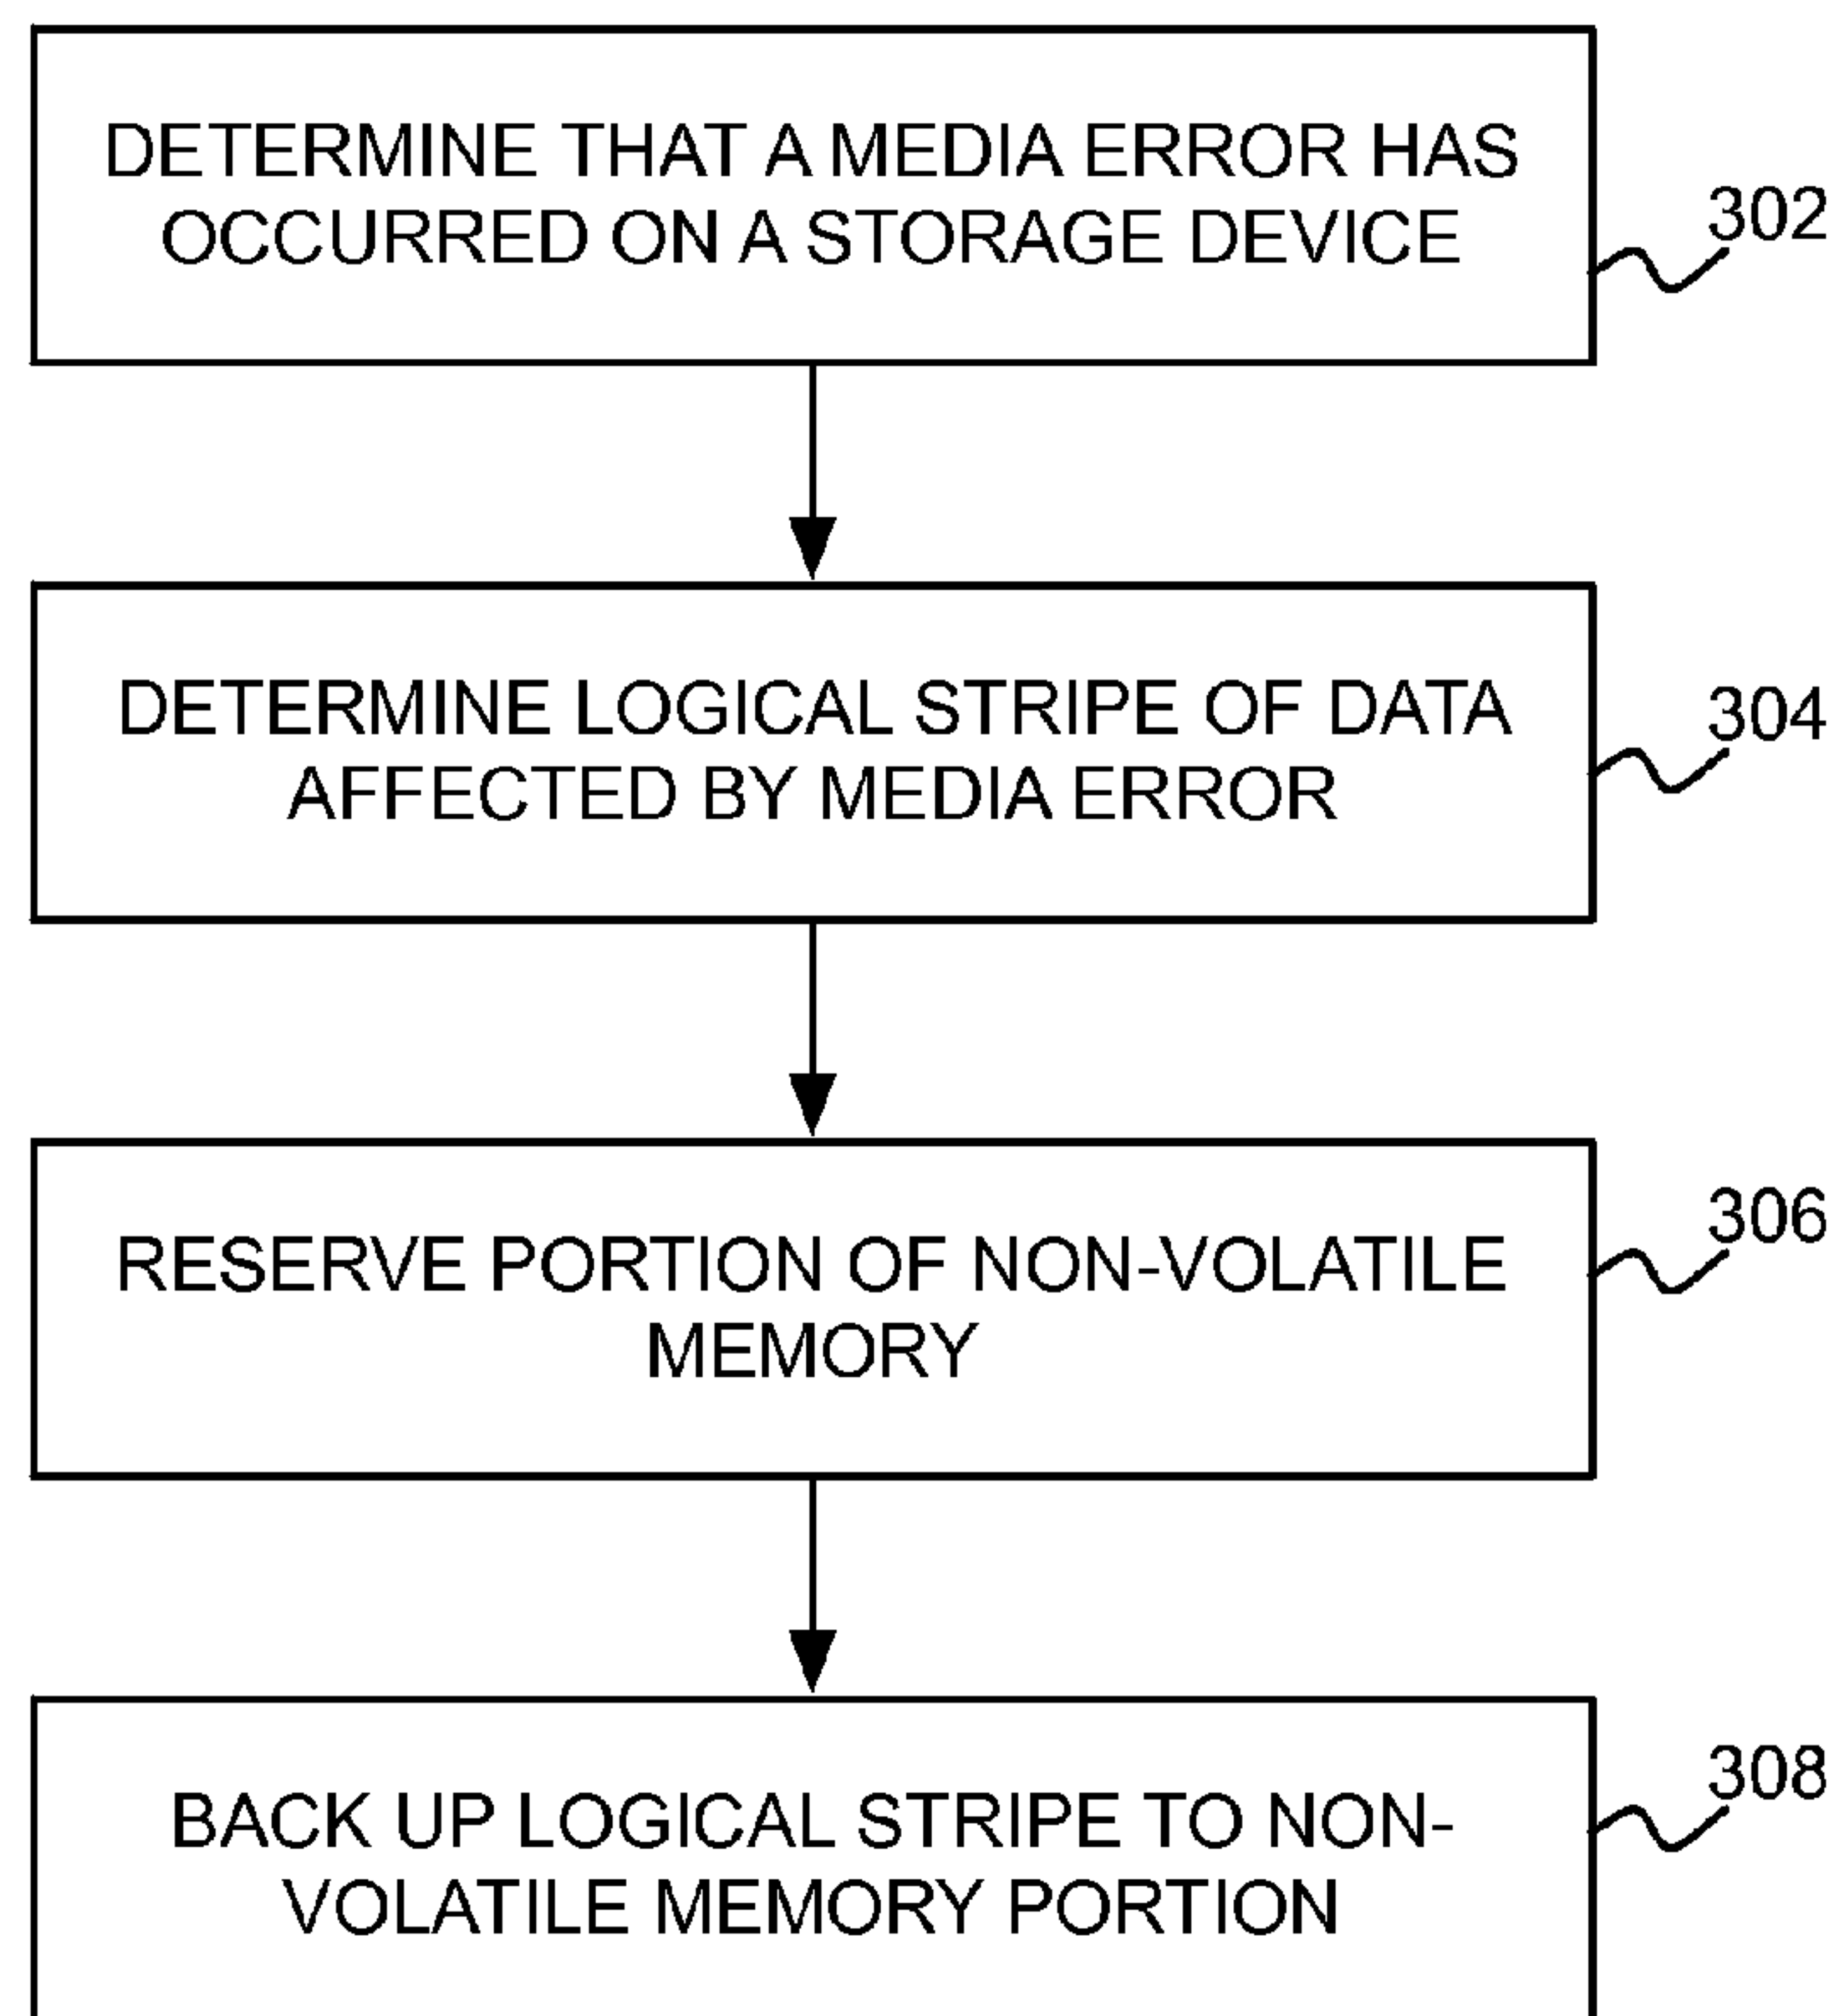 DETERMINE THAT A MEDIA ERROR HAS
OCCURRED ON A STORAGE DEVICE
302
DETERMINE LOGICAL STRIPE OF DATA
AFFECTED BY MEDIA ERROR
304
RESERVE PORTION OF NON-VOLATILE
MEMORY
306
BACK UP LOGICAL STRIPE TO NON-
VOLATILE MEMORY PORTION
308